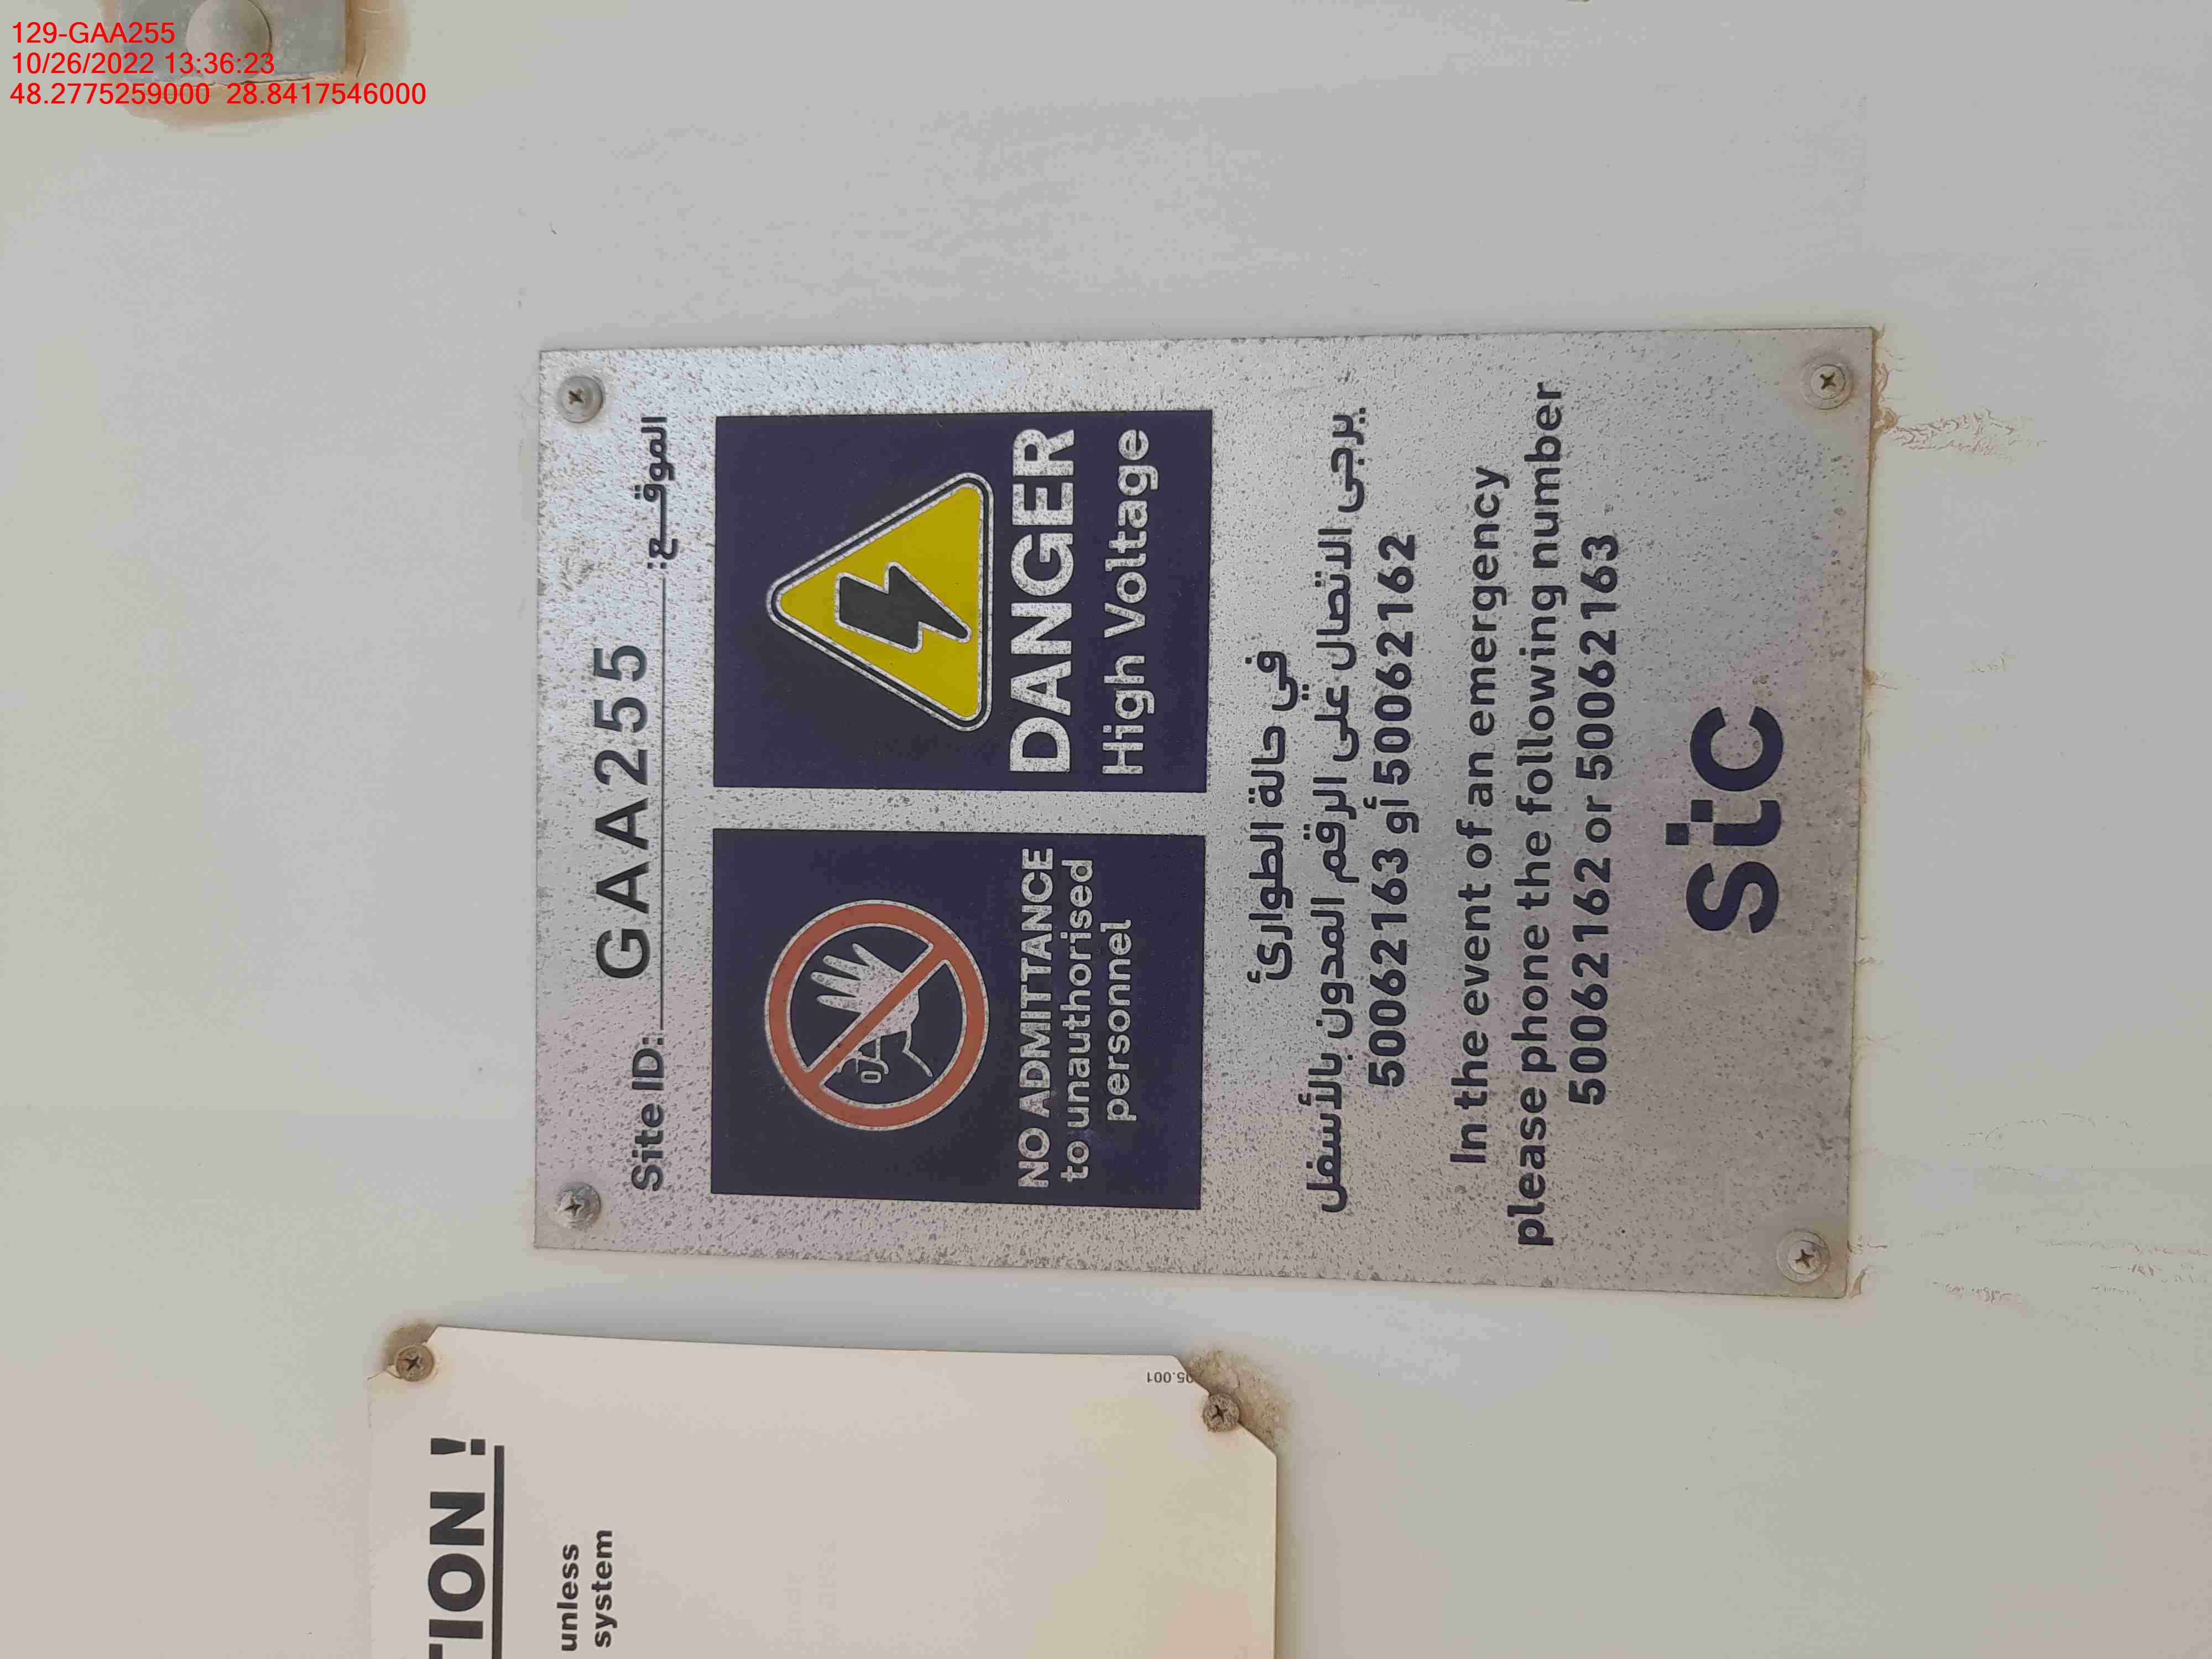 129-GAA255
10/26/2022 13:36:23
48.2775259000 28.8417546000
Site ID: GAA255 الموقع:
NO ADMITTANCE
to unauthorised
personnel
DANGER
High Voltage
في حالة الطوارئ
يرجى الاتصال على الرقم المدون بالأسفل
50062162 أو 50062163
In the event of an emergency
please phone the following number
50062162 or 50062163
stc
unless
system